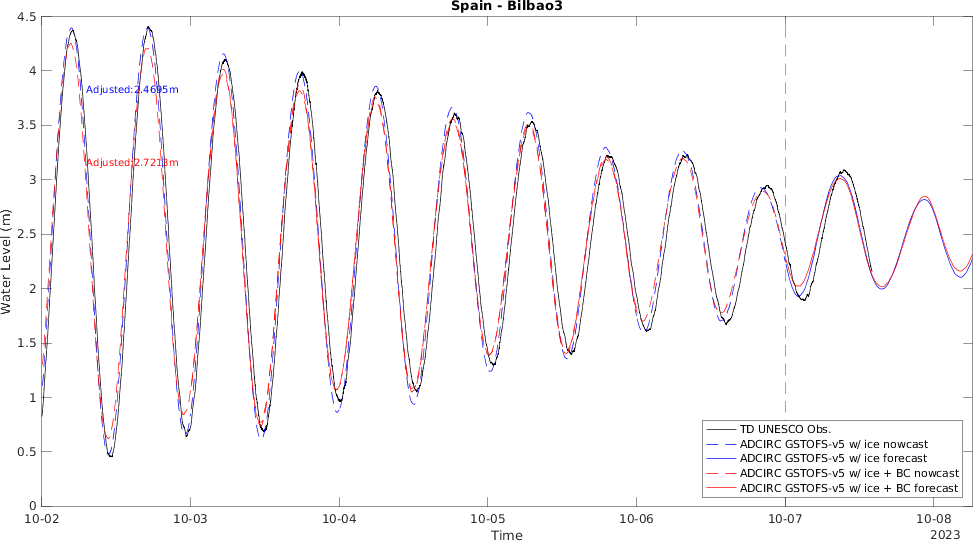 Spain - Bilbao3
4.5
4
3.5
3
2.5
2
1.5
1
0.5
0
Water Level (m)
Adjusted:2.4695m
Adjusted:2.7213m
TD UNESCO Obs.
ADCIRC GSTOFS-v5 w/ ice nowcast
ADCIRC GSTOFS-v5 w/ ice forecast
ADCIRC GSTOFS-v5 w/ ice + BC nowcast
ADCIRC GSTOFS-v5 w/ ice + BC forecast
10-02 10-03 10-04 10-05 10-06 10-07 10-08
Time
2023